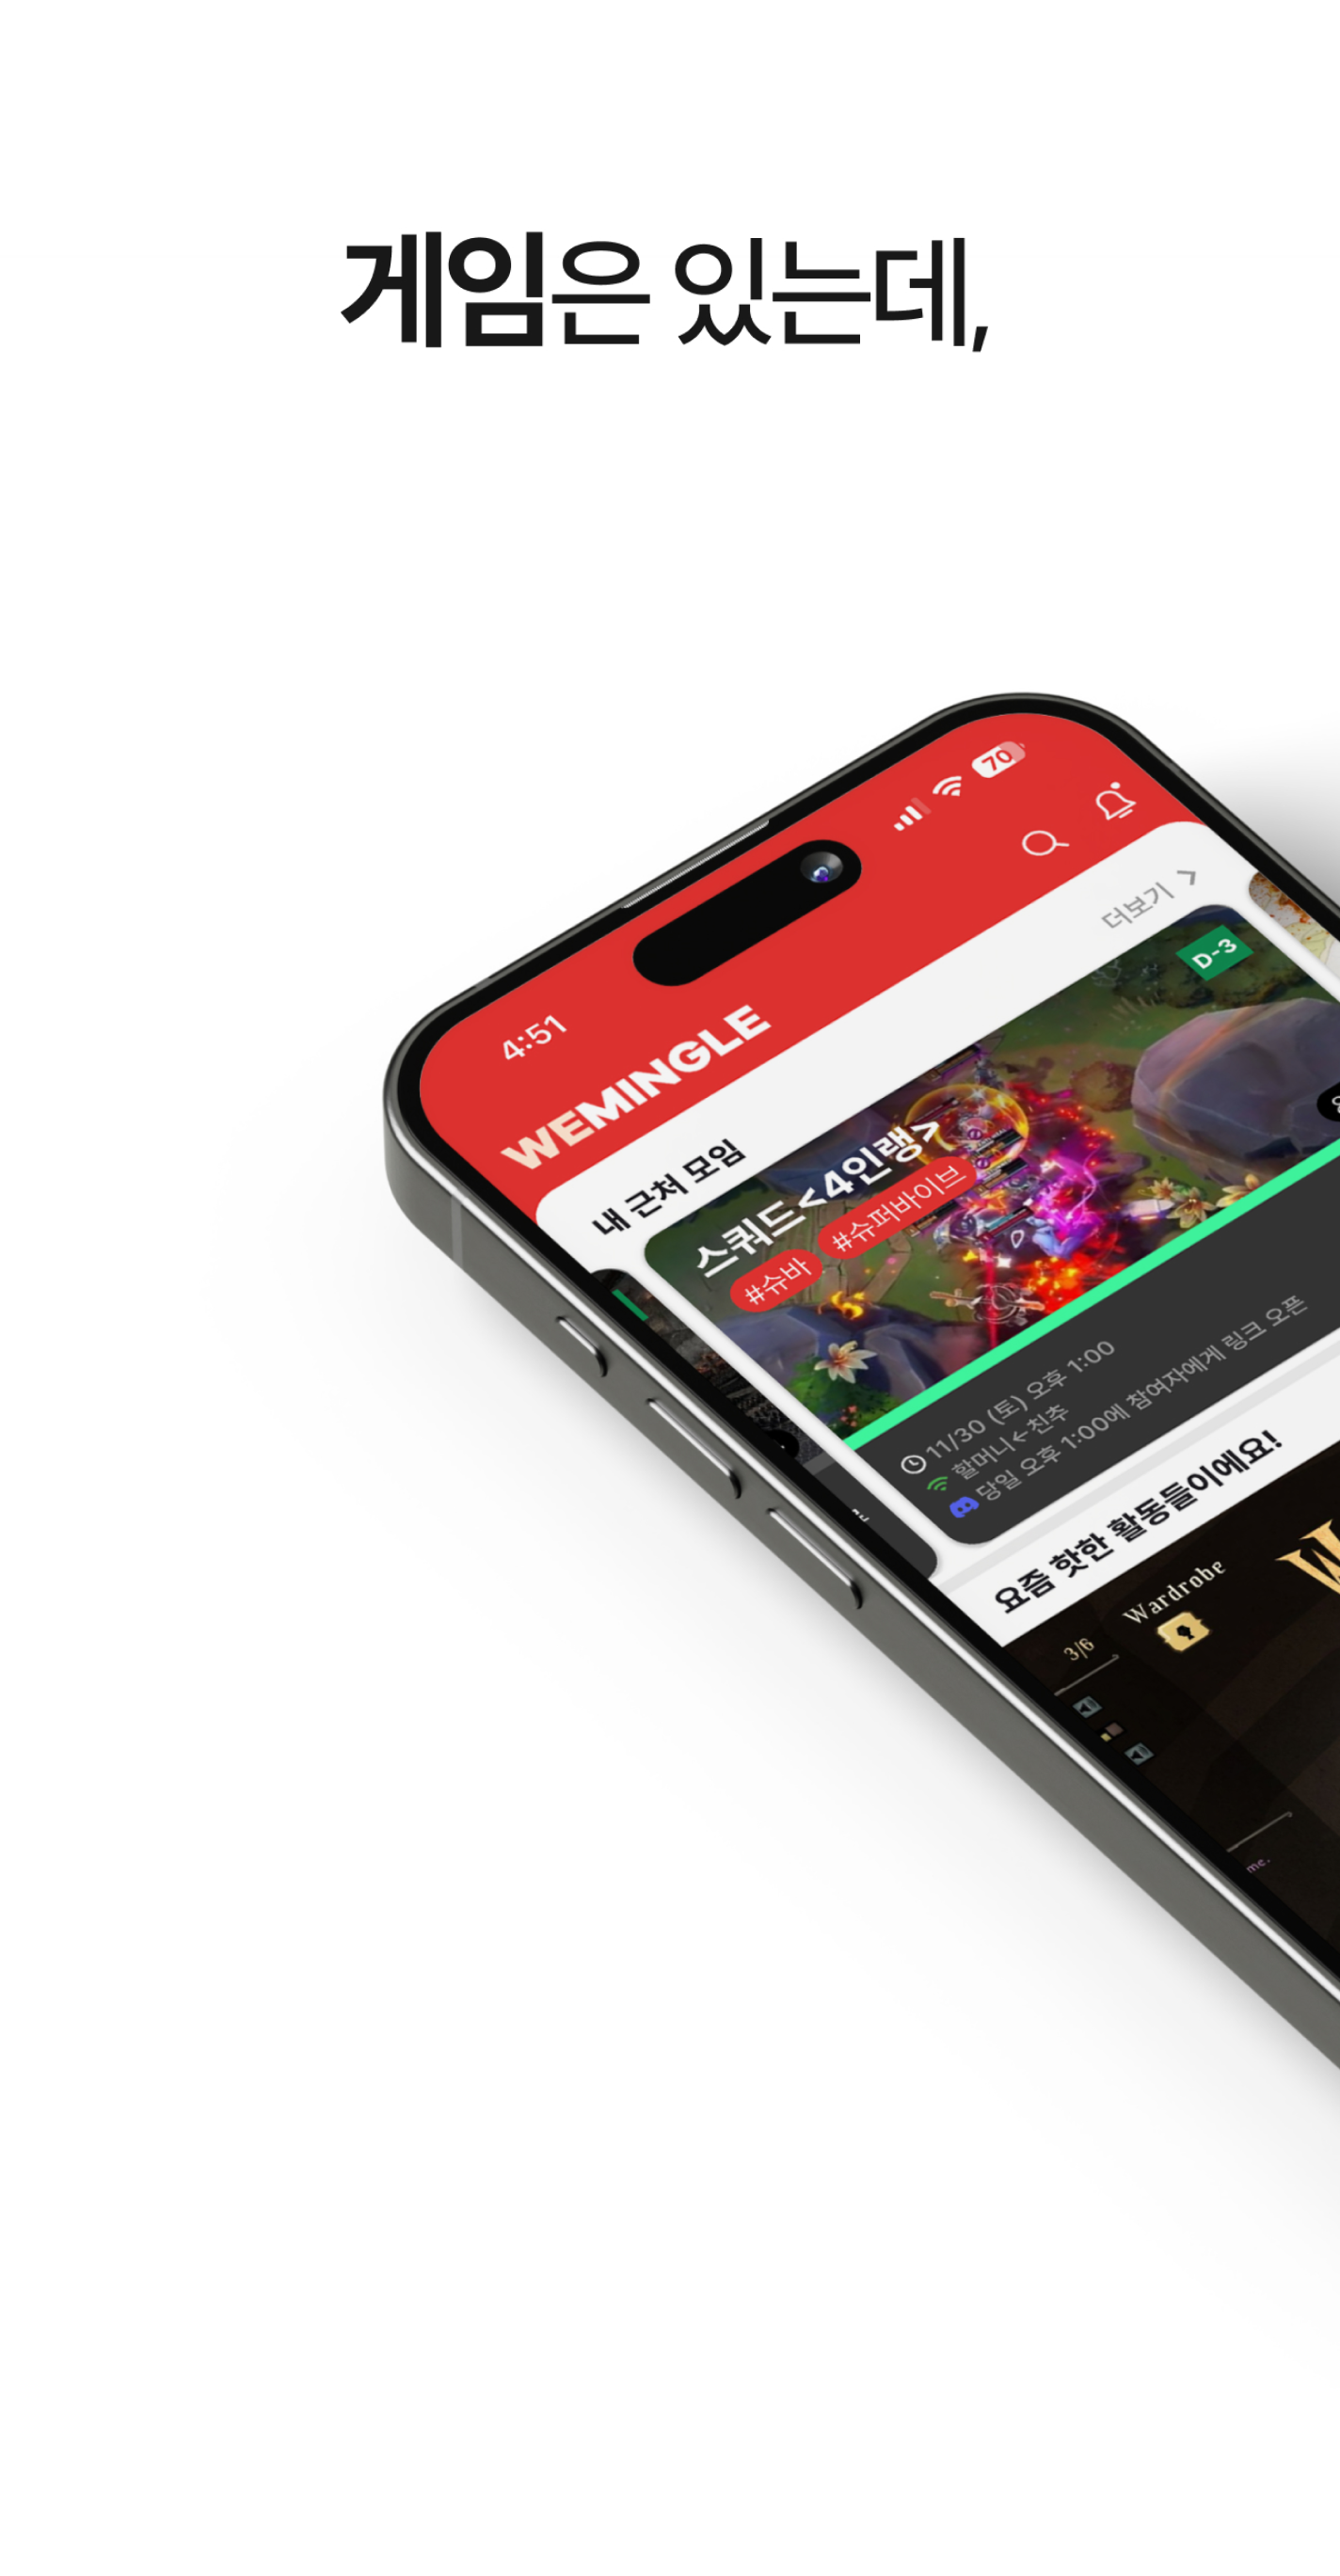 게임은 있는데,
4:51
70
WEMINGLE
내 근처 모임
더보기
D-3
스쿼드<4인랭>
#슈바 #슈퍼바이브
11/30 (토) 오후 1:00
할머니←친추
당일 오후 1:00에 참여자에게 링크 오픈
요즘 핫한 활동들이에요!
Wardrobe
W
3/6
me.